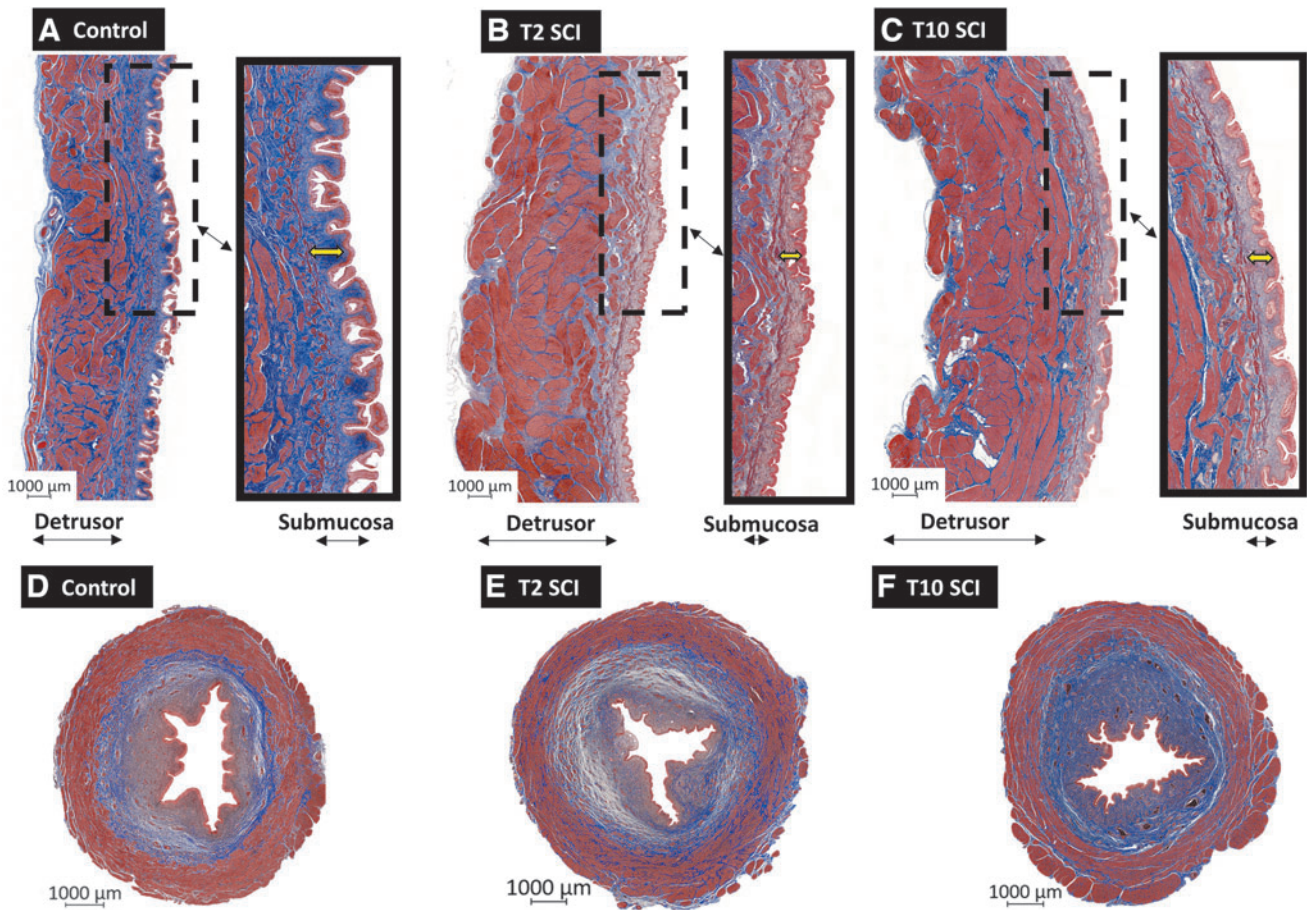 A Control
B T2 SCI
C T10 SCI
1000 µm
1000 µm
1000 µm
Detrusor
Submucosa
Detrusor
Submucosa
Detrusor
Submucosa
D Control
E T2 SCI
F T10 SCI
1000 µm
1000 µm
1000 µm